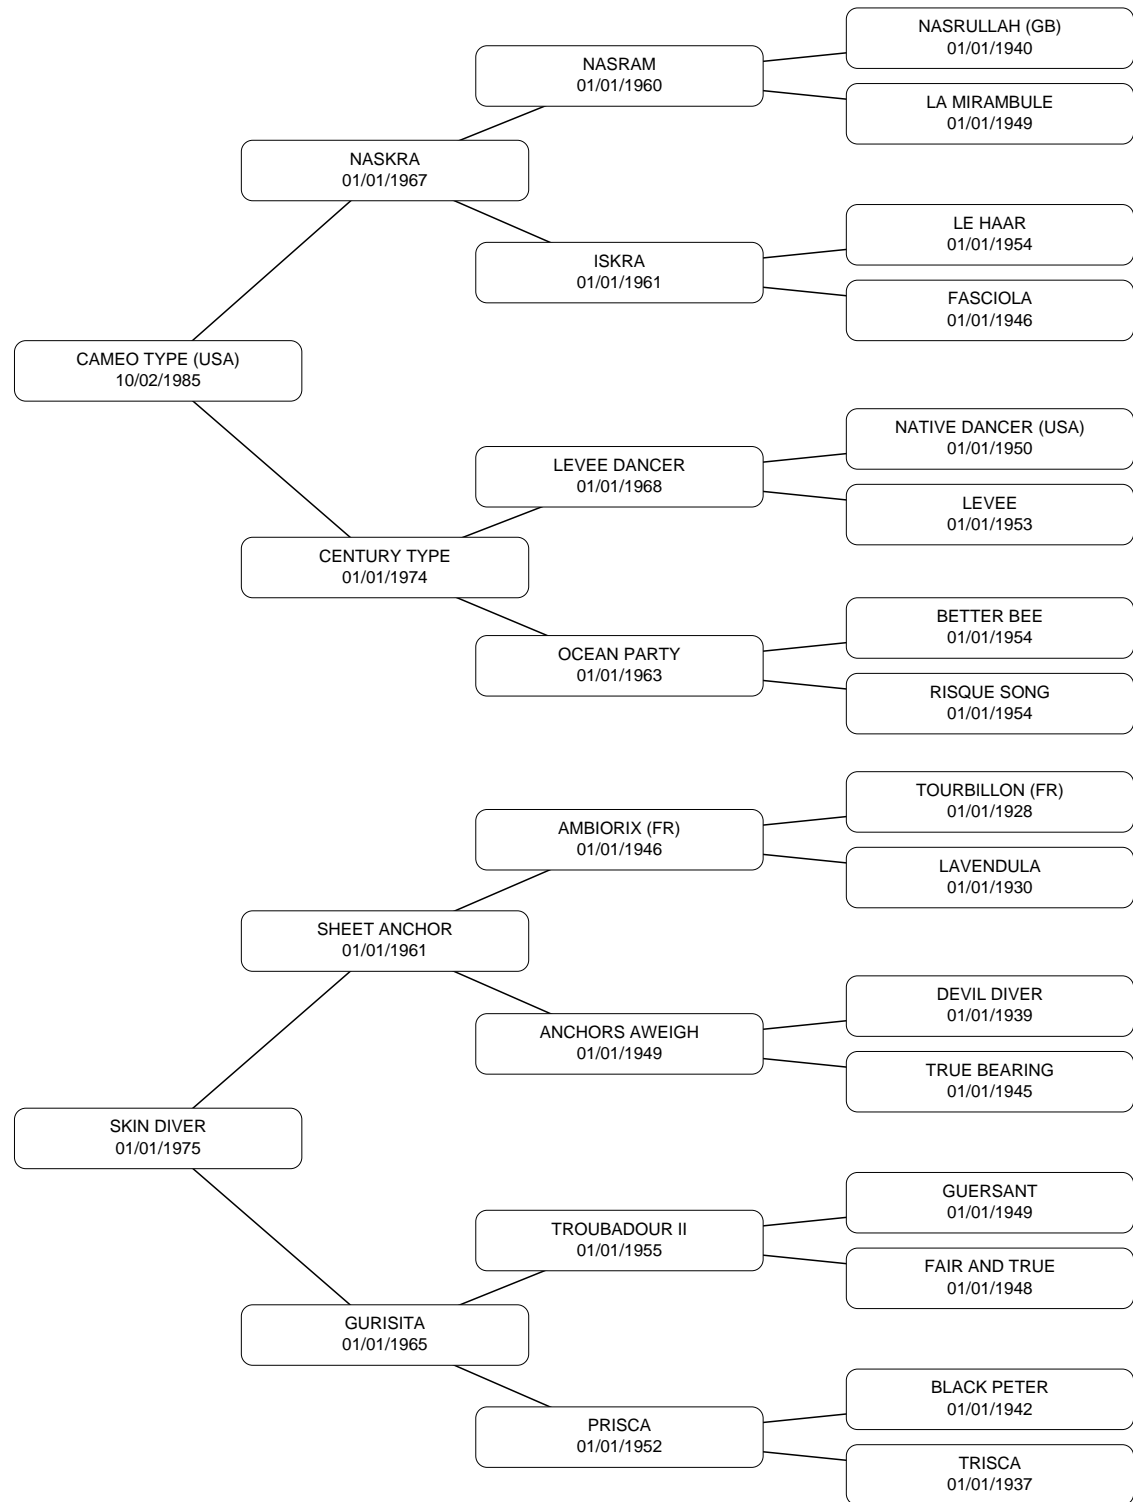 NASRULLAH (GB)
01/01/1940
NASRAM
01/01/1960
LA MIRAMBULE
01/01/1949
NASKRA
01/01/1967
LE HAAR
01/01/1954
ISKRA
01/01/1961
FASCIOLA
01/01/1946
CAMEO TYPE (USA)
10/02/1985
NATIVE DANCER (USA)
01/01/1950
LEVEE DANCER
01/01/1968
LEVEE
01/01/1953
CENTURY TYPE
01/01/1974
BETTER BEE
01/01/1954
OCEAN PARTY
01/01/1963
RISQUE SONG
01/01/1954
TOURBILLON (FR)
01/01/1928
AMBIORIX (FR)
01/01/1946
LAVENDULA
01/01/1930
SHEET ANCHOR
01/01/1961
DEVIL DIVER
01/01/1939
ANCHORS AWEIGH
01/01/1949
TRUE BEARING
01/01/1945
SKIN DIVER
01/01/1975
GUERSANT
01/01/1949
TROUBADOUR II
01/01/1955
FAIR AND TRUE
01/01/1948
GURISITA
01/01/1965
BLACK PETER
01/01/1942
PRISCA
01/01/1952
TRISCA
01/01/1937